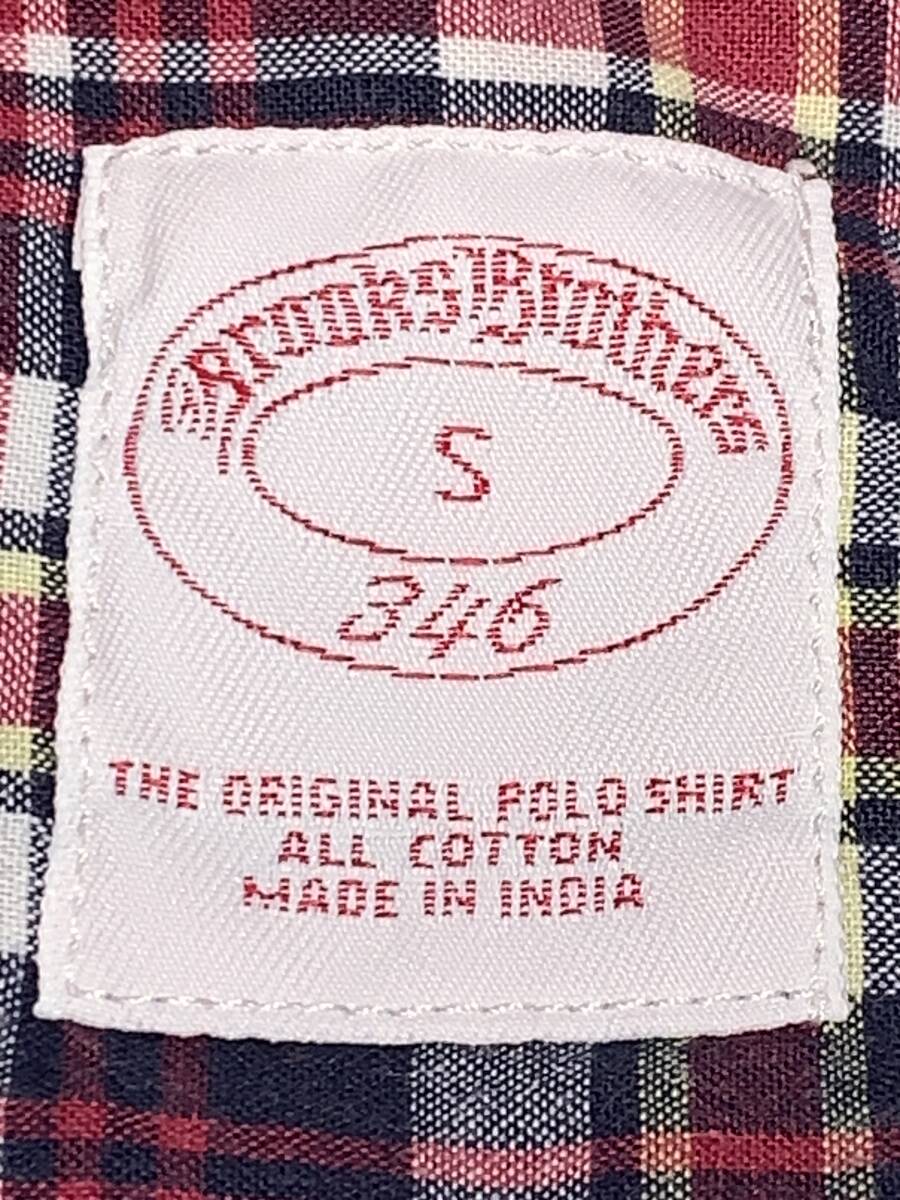 Brooks Brothers
S
346
THE ORIGINAL POLO SHIRT
ALL COTTON
MADE IN INDIA